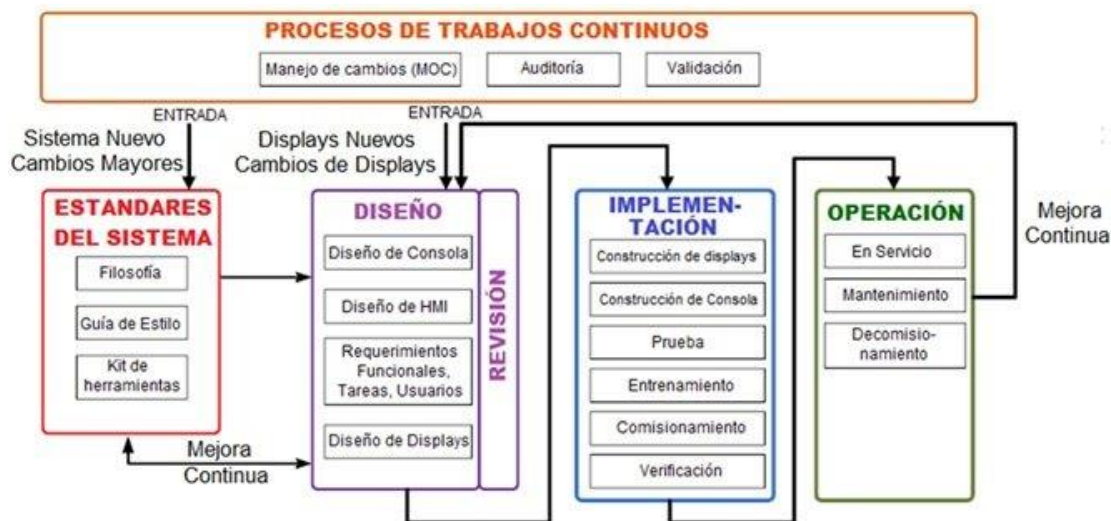 PROCESOS DE TRABAJOS CONTINUOS
Manejo de cambios (MOC)
Auditoría
Validación
ENTRADA
Sistema Nuevo
Cambios Mayores
ENTRADA
Displays Nuevos
Cambios de Displays
ESTANDARES
DEL SISTEMA
Filosofía
Guía de Estilo
Kit de
herramientas
Mejora
Continua
DISEÑO
Diseño de Consola
Diseño de HMI
Requerimientos
Funcionales,
Tareas, Usuarios
Diseño de Displays
REVISIÓN
IMPLEMEN-
TACIÓN
Construcción de displays
Construcción de Consola
Prueba
Entrenamiento
Comisionamiento
Verificación
OPERACIÓN
En Servicio
Mantenimiento
Decomisio-
namiento
Mejora
Continua